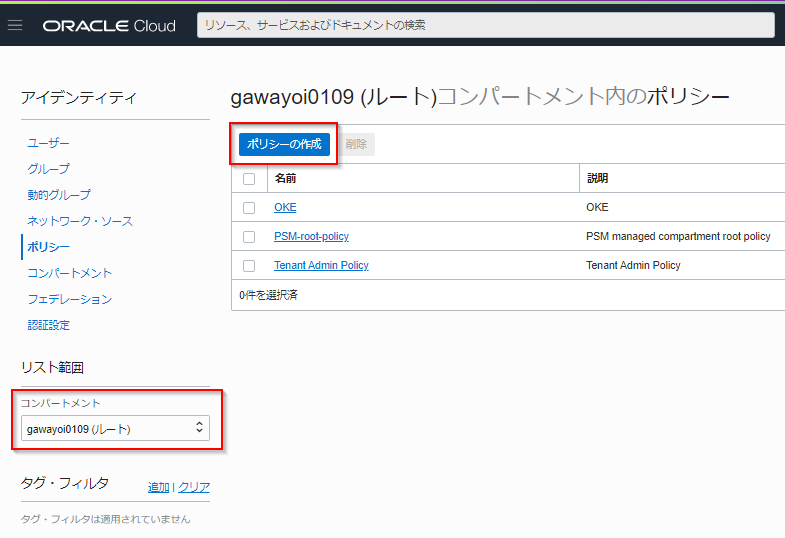 ORACLE Cloud
リソース、サービスおよびドキュメントの検索
アイデンティティ
ユーザー
グループ
動的グループ
ネットワーク・ソース
ポリシー
コンパートメント
フェデレーション
認証設定
リスト範囲
コンパートメント
gawayoi0109 (ルート)
タグ・フィルタ
追加 | クリア
タグ・フィルタは適用されていません
gawayoi0109 (ルート)コンパートメント内のポリシー
ポリシーの作成
削除
名前
説明
OKE
OKE
PSM-root-policy
PSM managed compartment root policy
Tenant Admin Policy
Tenant Admin Policy
0件を選択済